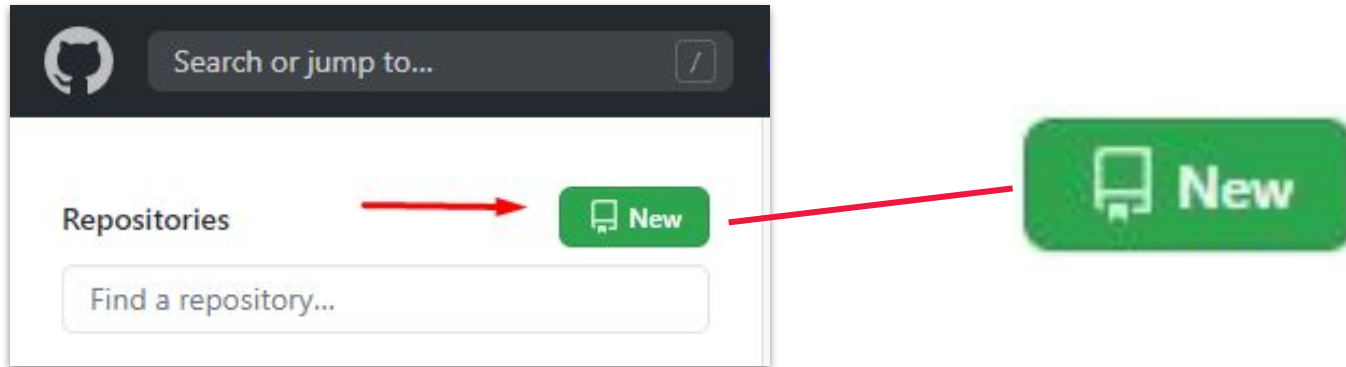 Search or jump to... /
Repositories
New
Find a repository...
New